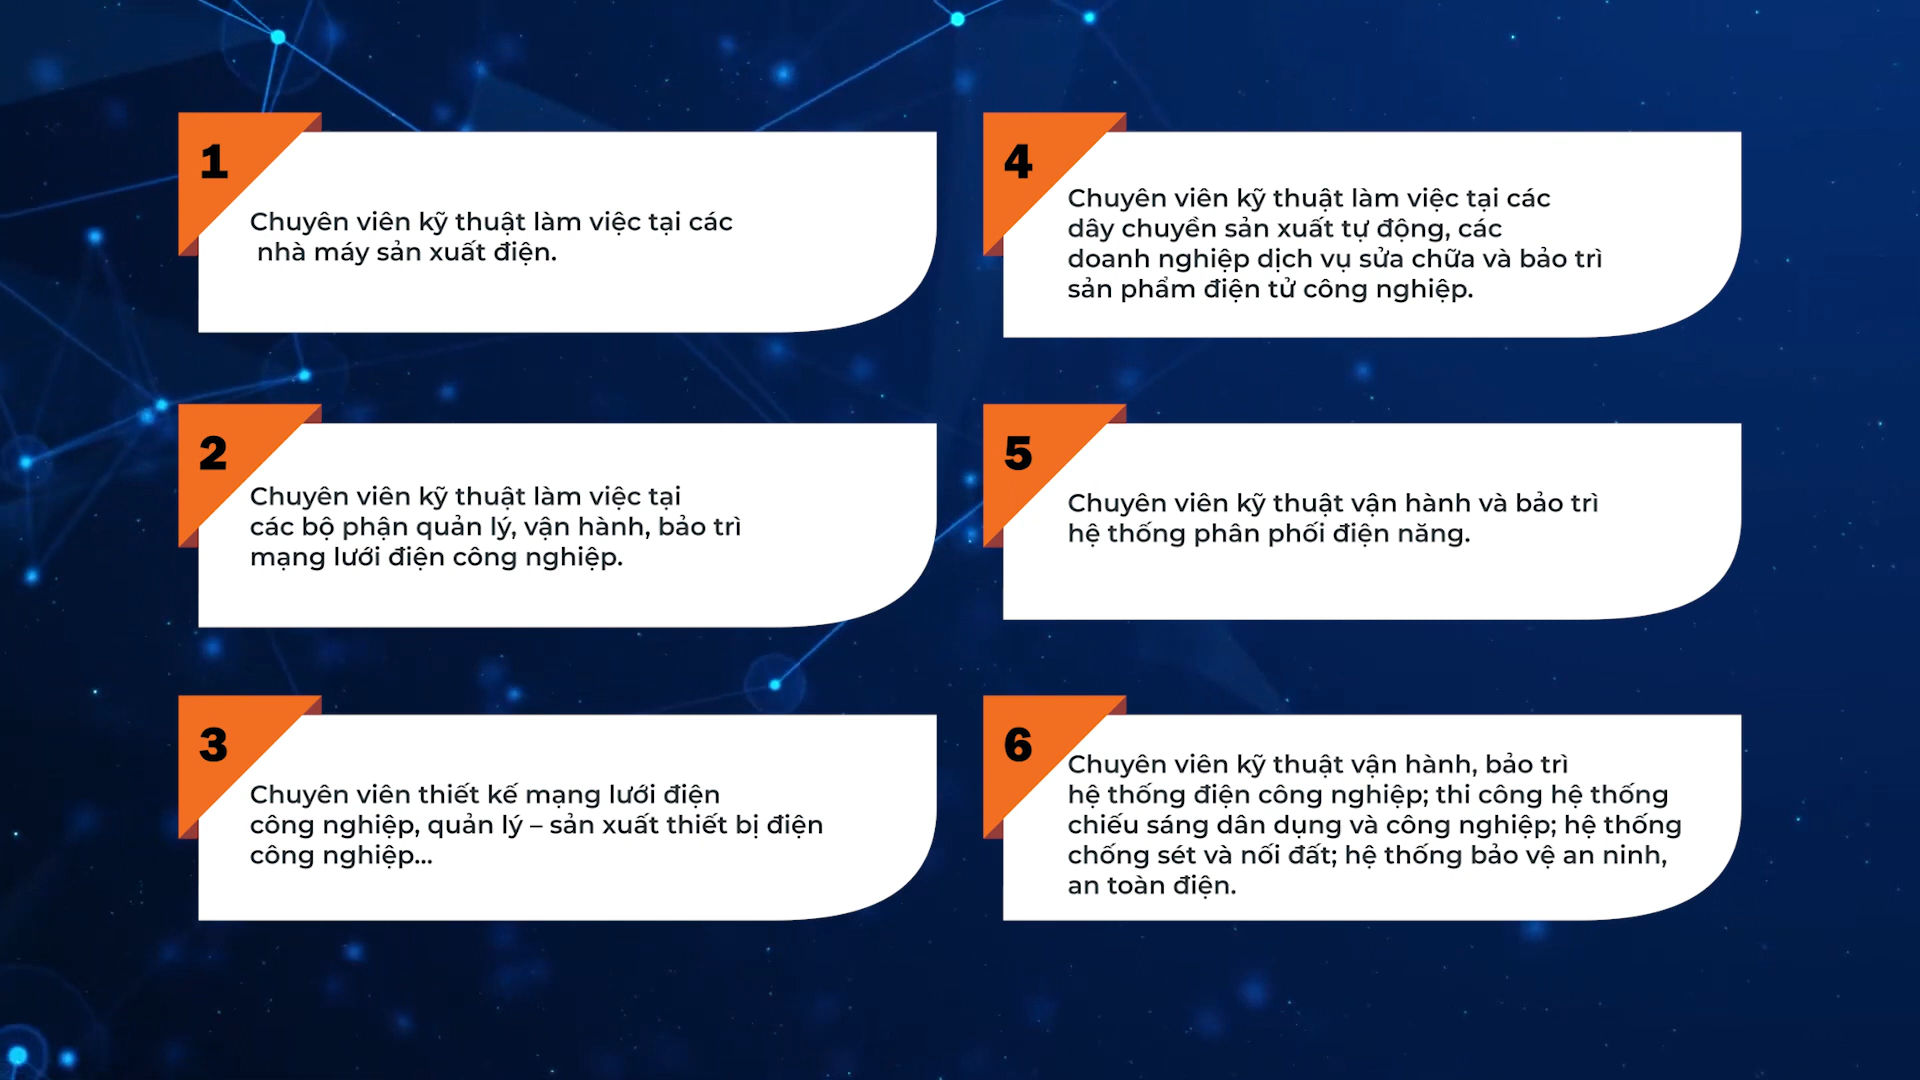 1
Chuyên viên kỹ thuật làm việc tại các
nhà máy sản xuất điện.
2
Chuyên viên kỹ thuật làm việc tại
các bộ phận quản lý, vận hành, bảo trì
mạng lưới điện công nghiệp.
3
Chuyên viên thiết kế mạng lưới điện
công nghiệp, quản lý – sản xuất thiết bị điện
công nghiệp...
4
Chuyên viên kỹ thuật làm việc tại các
dây chuyền sản xuất tự động, các
doanh nghiệp dịch vụ sửa chữa và bảo trì
sản phẩm điện tử công nghiệp.
5
Chuyên viên kỹ thuật vận hành và bảo trì
hệ thống phân phối điện năng.
6
Chuyên viên kỹ thuật vận hành, bảo trì
hệ thống điện công nghiệp; thi công hệ thống
chiếu sáng dân dụng và công nghiệp; hệ thống
chống sét và nối đất; hệ thống bảo vệ an ninh,
an toàn điện.